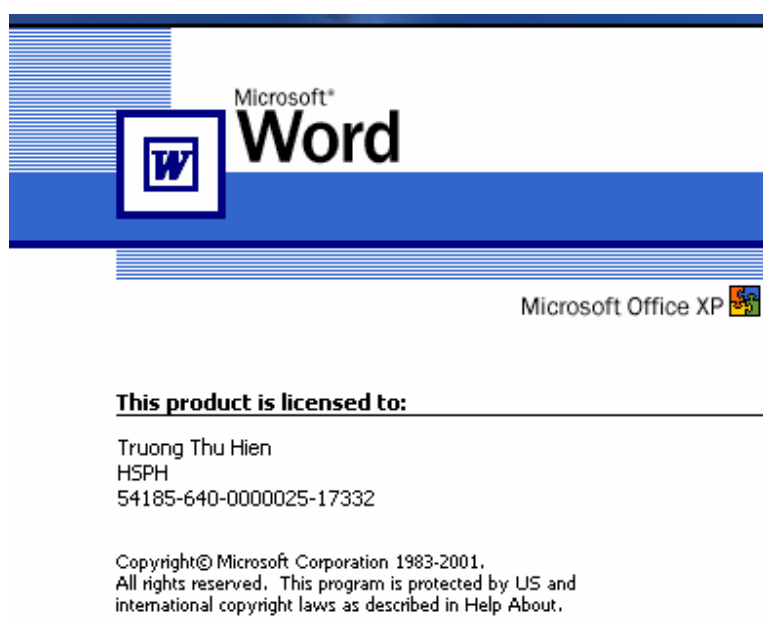 Microsoft®
Word
W
Microsoft Office XP
This product is licensed to:
Truong Thu Hien
HSPH
54185-640-0000025-17332
Copyright© Microsoft Corporation 1983-2001.
All rights reserved.  This program is protected by US and
international copyright laws as described in Help About.